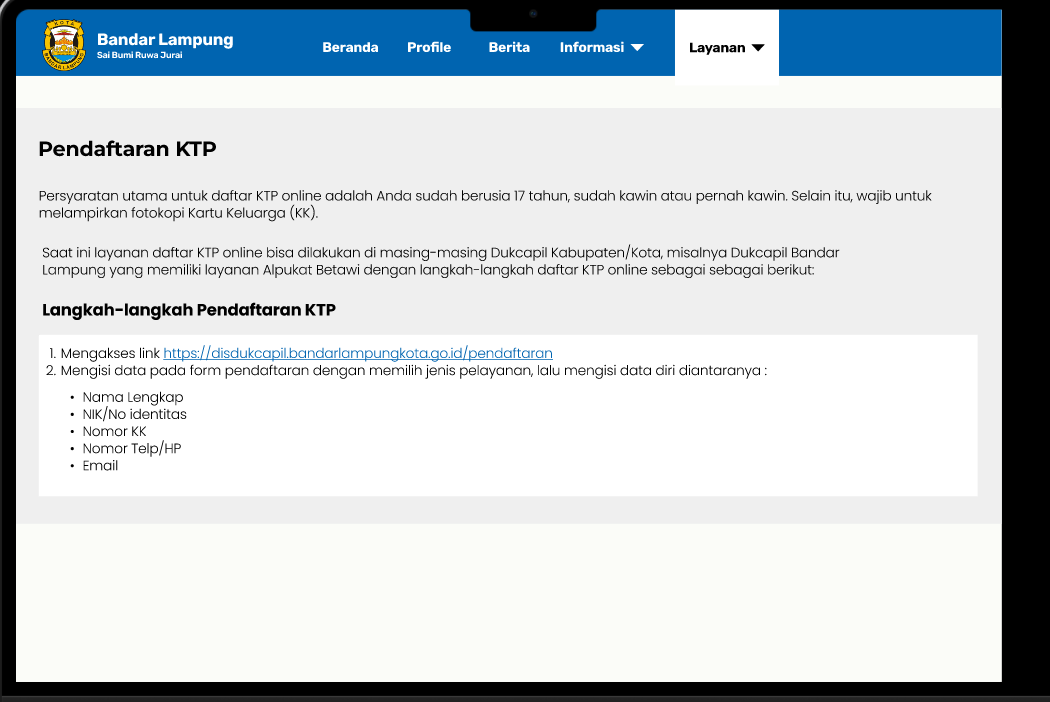 KOTA
BANDAR LAMPUNG
Bandar Lampung
Sai Bumi Ruwa Jurai
Beranda
Profile
Berita
Informasi
Layanan
Pendaftaran KTP
Persyaratan utama untuk daftar KTP online adalah Anda sudah berusia 17 tahun, sudah kawin atau pernah kawin. Selain itu, wajib untuk
melampirkan fotokopi Kartu Keluarga (KK).
Saat ini layanan daftar KTP online bisa dilakukan di masing-masing Dukcapil Kabupaten/Kota, misalnya Dukcapil Bandar
Lampung yang memiliki layanan Alpukat Betawi dengan langkah-langkah daftar KTP online sebagai sebagai berikut:
Langkah-langkah Pendaftaran KTP
1. Mengakses link https://disdukcapil.bandarlampungkota.go.id/pendaftaran
2. Mengisi data pada form pendaftaran dengan memilih jenis pelayanan, lalu mengisi data diri diantaranya :
• Nama Lengkap
• NIK/No identitas
• Nomor KK
• Nomor Telp/HP
• Email